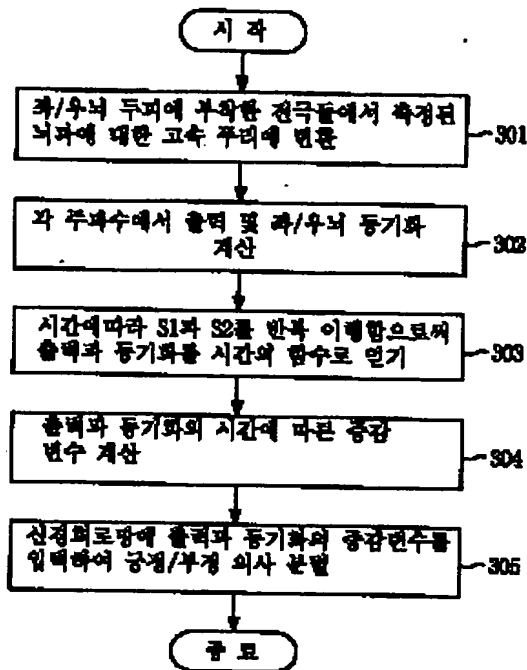 시 작
좌/우뇌 두피에 부착한 전극들에서 측정된
뇌파에 대한 고속 푸리에 변환
301
각 주파수에서 출력 및 좌/우뇌 동기화
계산
302
시간에따라 S1과 S2를 반복 이행함으로써
출력과 동기화를 시간의 함수로 얻기
303
출력과 동기화의 시간에 따른 증감
변수 계산
304
신경회로망에 출력과 동기화의 증감변수를
입력하여 긍정/부정 의사 분별
305
종 료